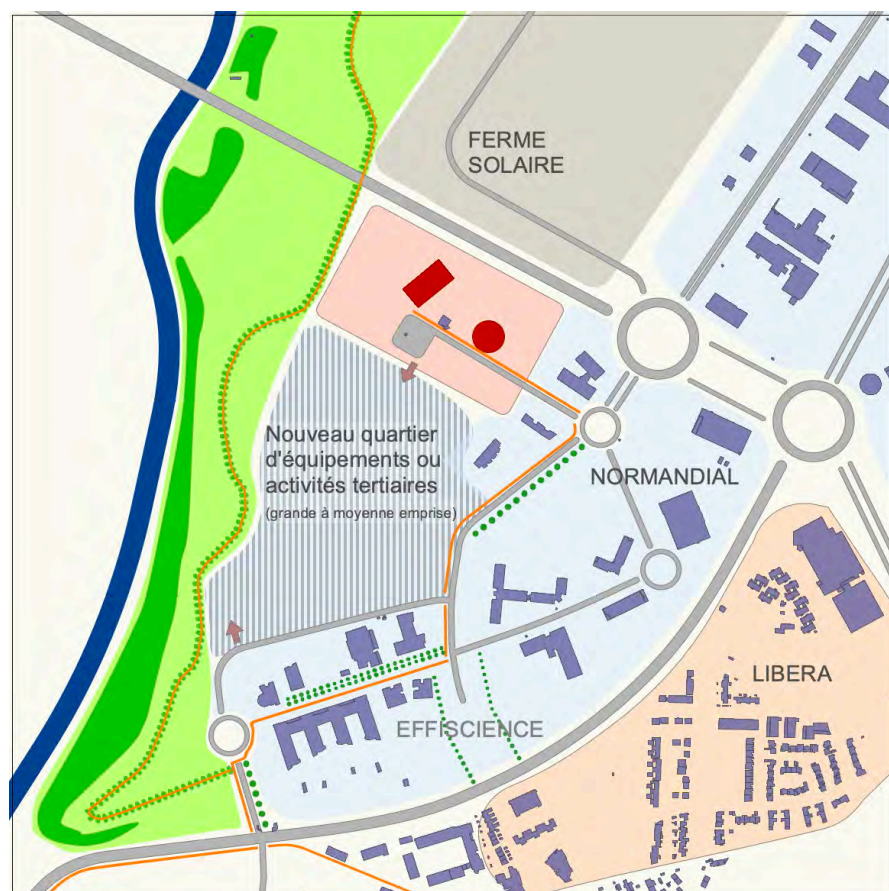 FERME
SOLAIRE
Nouveau quartier
d'équipements ou
activités tertiaires
(grande à moyenne emprise)
NORMANDIAL
LIBERA
EFFISCIENCE